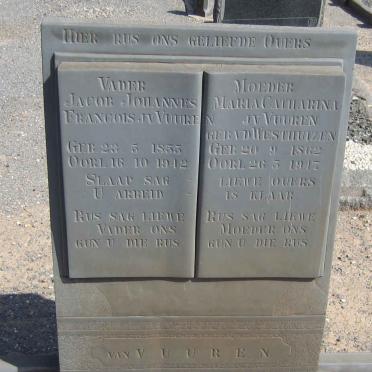 HIER RUS ONS GELIEFDE OUERS
VADER
JACOB JOHANNES
FRANCOIS JV VUUREN
GEB 23 5 1855
OORL 16 10 1942
SLAAP SAG
U ARBEID
RUS SAG LIEWE
VADER ONS
GUN U DIE RUS
MOEDER
MARIA CATHARINA
JV VUUREN
GEB V D WESTHUIZEN
GEB 20 9 1862
OORL 26 5 1947
LIEWE OUERS
IS KLAAR
RUS SAG LIEWE
MOEDER ONS
GUN U DIE RUS
VAN VUUREN